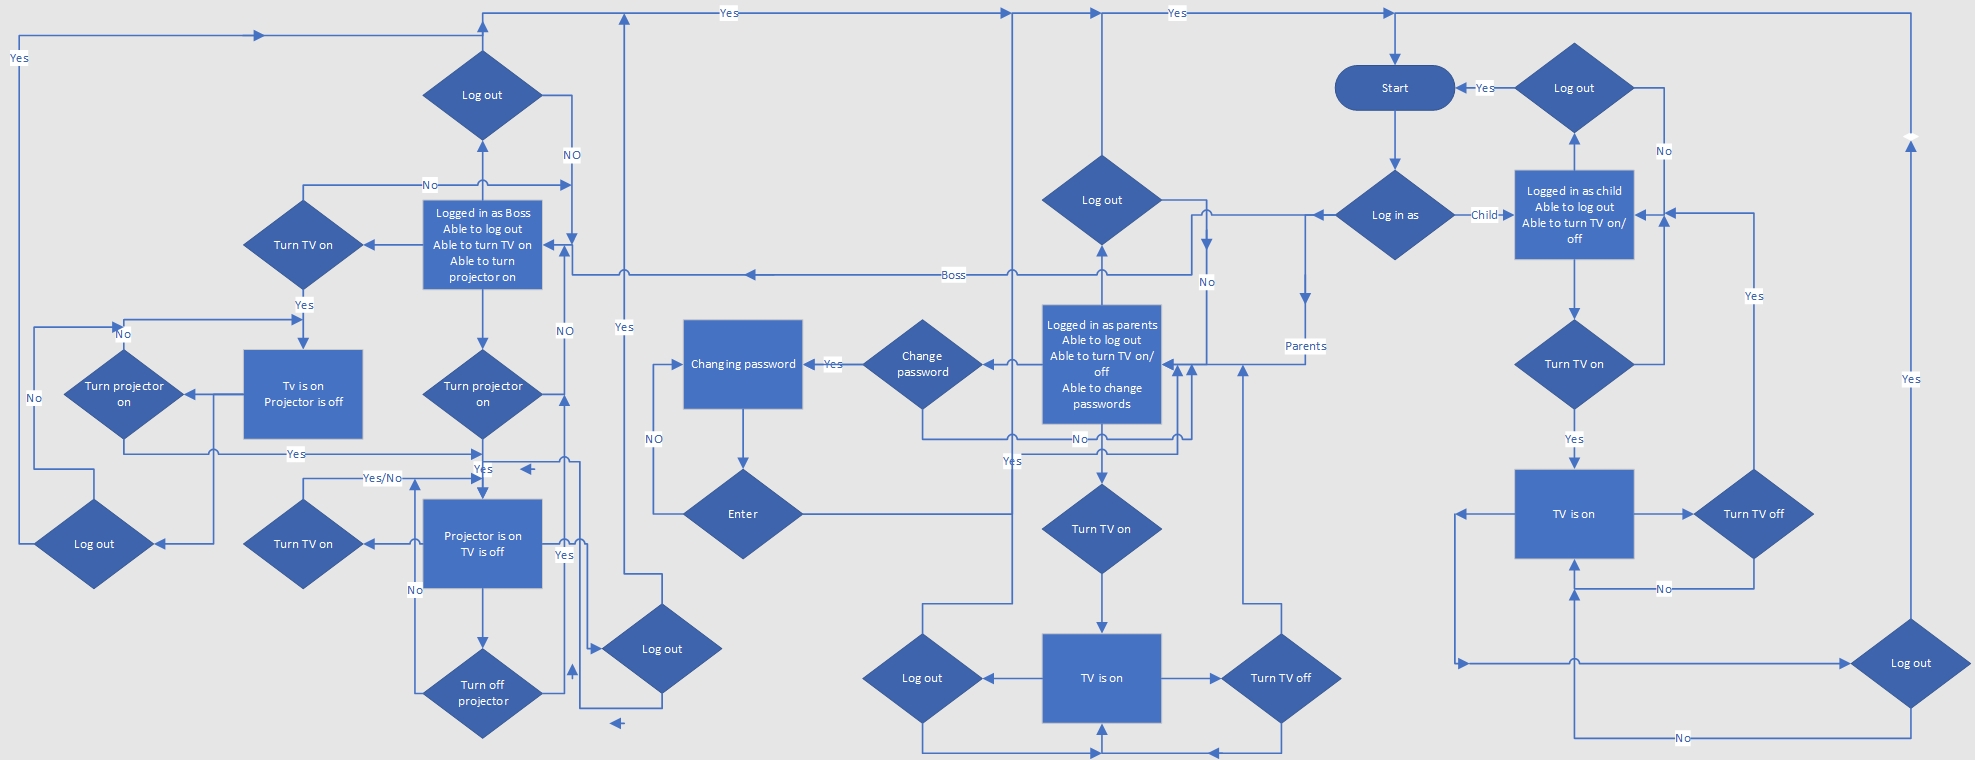 Yes
Yes
Yes
Log out
Start
Yes
Log out
NO
No
No
Logged in as Boss
Able to log out
Able to turn TV on
Able to turn
projector on
Turn TV on
Log out
Log in as
Child
Logged in as child
Able to log out
Able to turn TV on/
off
Boss
No
Yes
Yes
No
Yes
NO
Turn projector
on
Tv is on
Projector is off
Turn projector
on
Changing password
Yes
Change
password
Logged in as parents
Able to log out
Able to turn TV on/
off
Able to change
passwords
Parents
Turn TV on
Yes
No
Yes
Yes
Yes/No
NO
No
Yes
Yes
Log out
Turn TV on
Projector is on
TV is off
Yes
No
Enter
Turn TV on
TV is on
Turn TV off
No
Turn off
projector
Log out
Log out
TV is on
Turn TV off
Log out
No